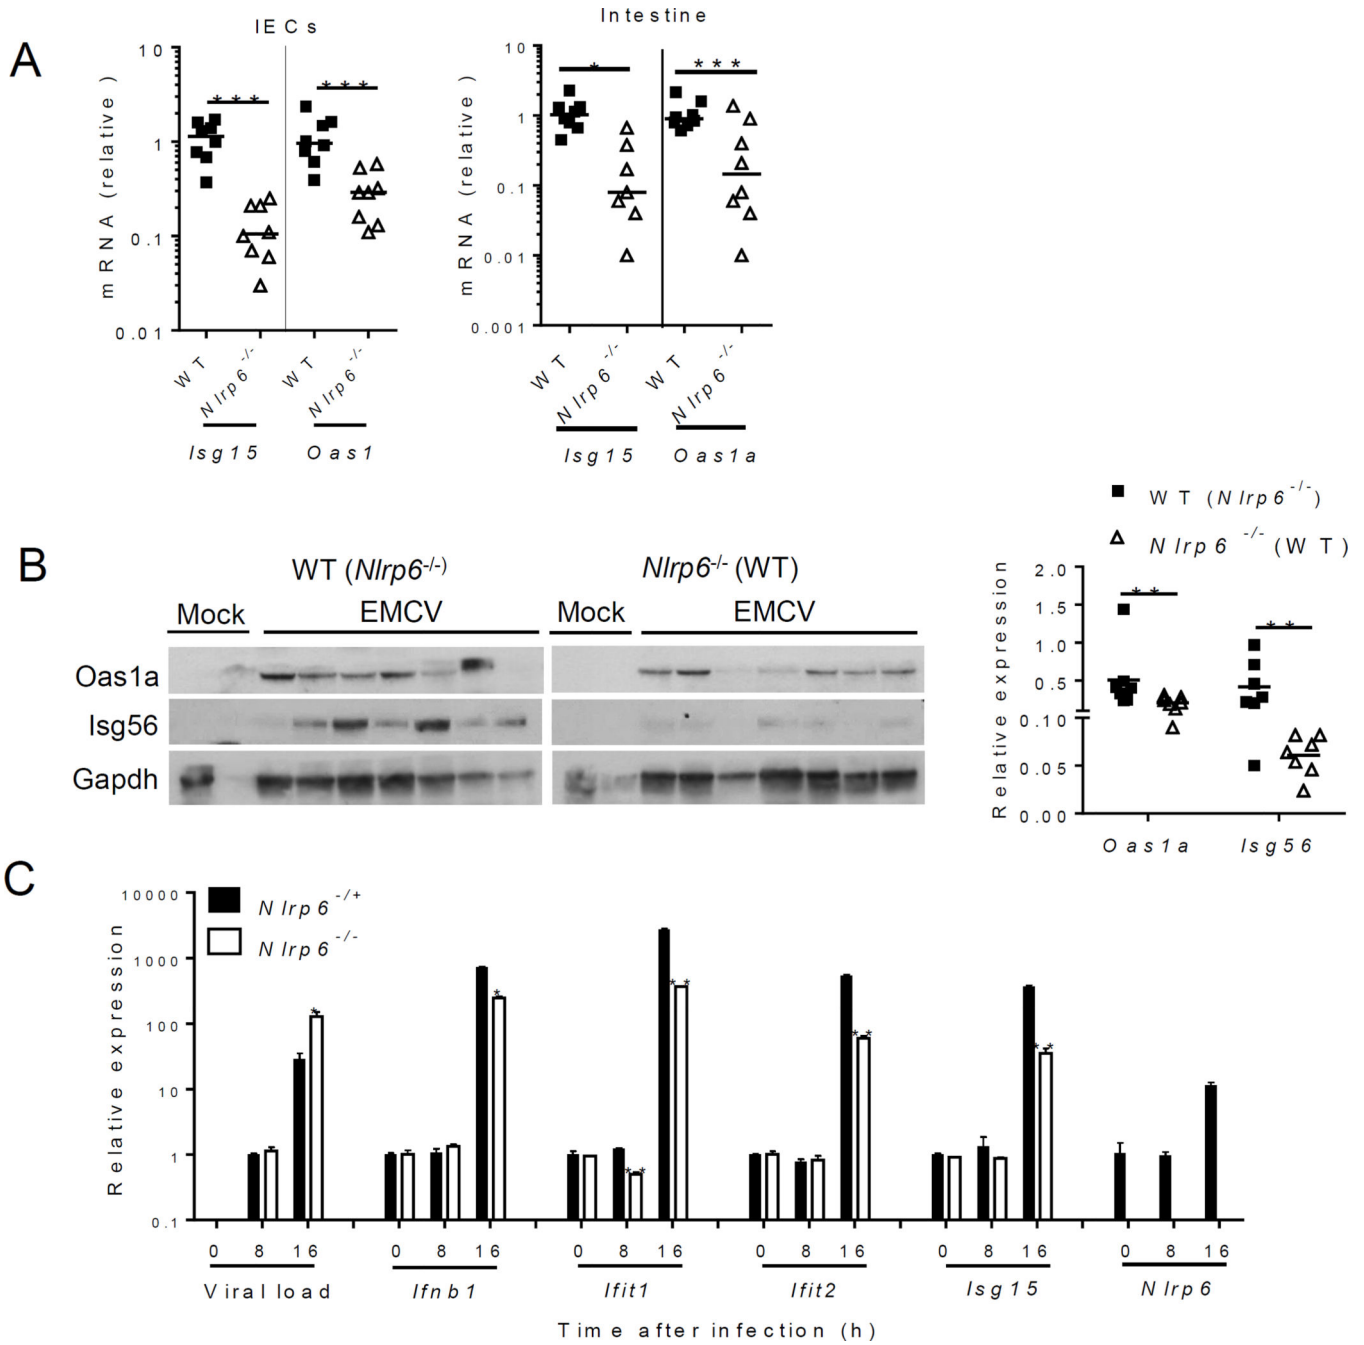 A
IECs
Intestine
mRNA (relative)
10
1
0.1
0.01
***
***
WT
Nlrp6-/-
WT
Nlrp6-/-
Isg15
Oas1
mRNA (relative)
10
1
0.1
0.01
0.001
*
***
WT
Nlrp6-/-
WT
Nlrp6-/-
Isg15
Oas1a
B
WT (Nlrp6-/-)
Nlrp6-/- (WT)
Mock
EMCV
Mock
EMCV
Oas1a
Isg56
Gapdh
WT (Nlrp6-/-)
Nlrp6-/- (WT)
Relative expression
2.0
1.5
1.0
0.5
0.10
0.05
0.00
**
**
Oas1a
Isg56
C
Nlrp6-/+
Nlrp6-/-
Relative expression
10000
1000
100
10
1
0.1
*
*
**
**
**
**
0 8 16
0 8 16
0 8 16
0 8 16
0 8 16
0 8 16
Viral load
Ifnb1
Ifit1
Ifit2
Isg15
Nlrp6
Time after infection (h)